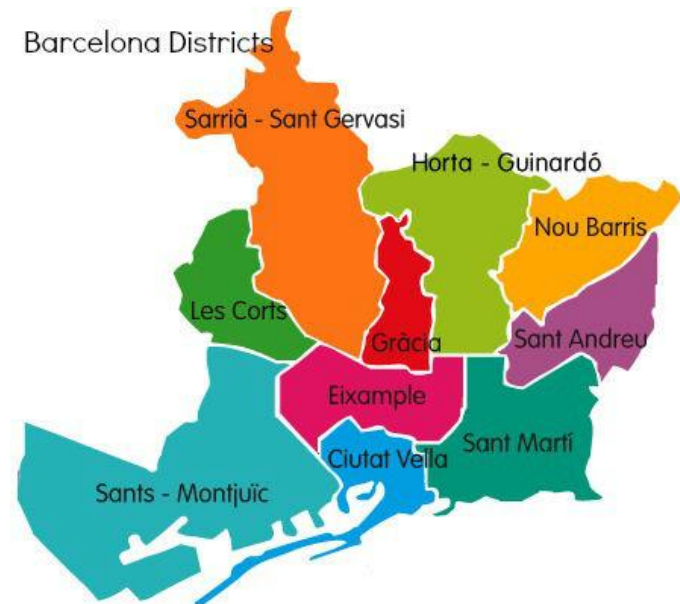 Barcelona Districts
Sarrià - Sant Gervasi
Horta - Guinardó
Nou Barris
Les Corts
Gràcia
Sant Andreu
Eixample
Sant Martí
Ciutat Vella
Sants - Montjuïc